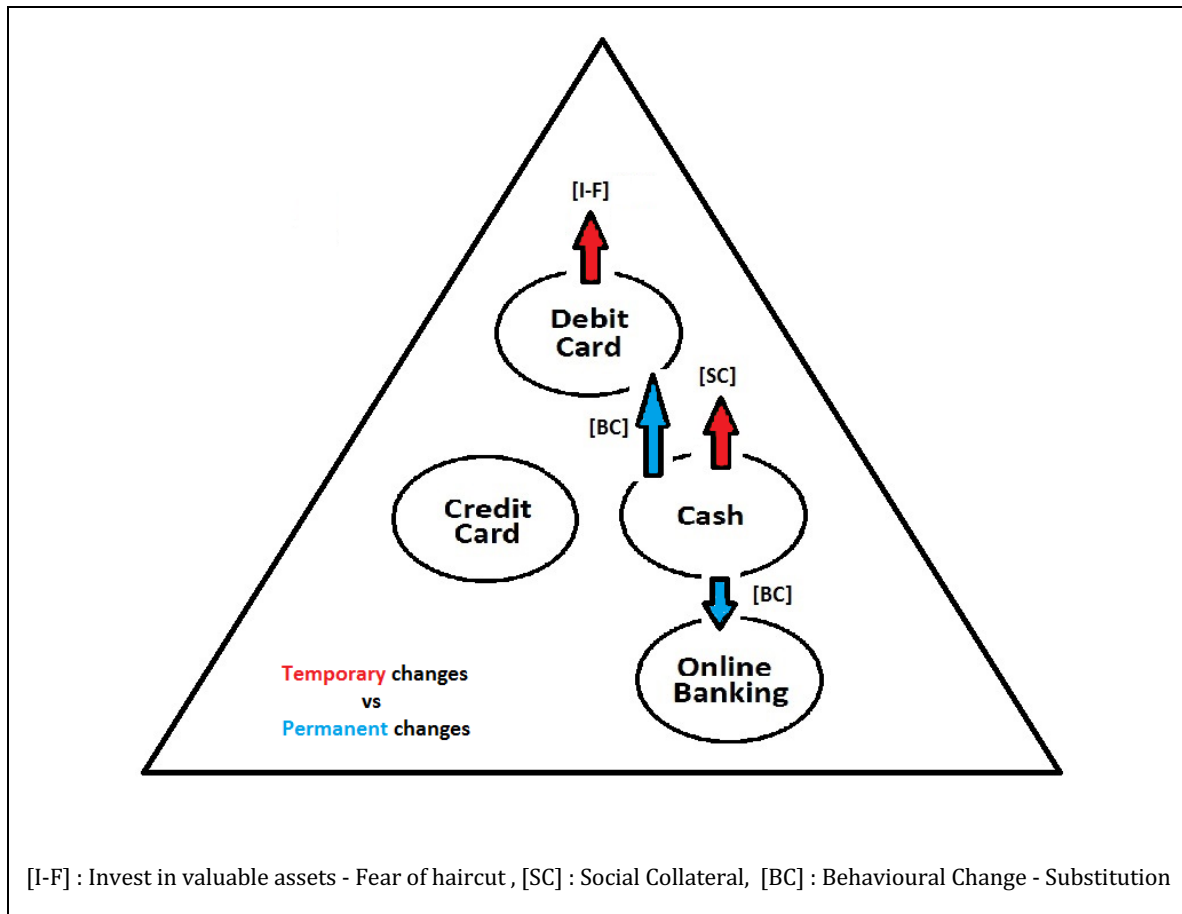 [I-F]
Debit
Card
[SC]
[BC]
Credit
Card
Cash
[BC]
Online
Banking
Temporary changes
vs
Permanent changes
[I-F] : Invest in valuable assets - Fear of haircut , [SC] : Social Collateral, [BC] : Behavioural Change - Substitution